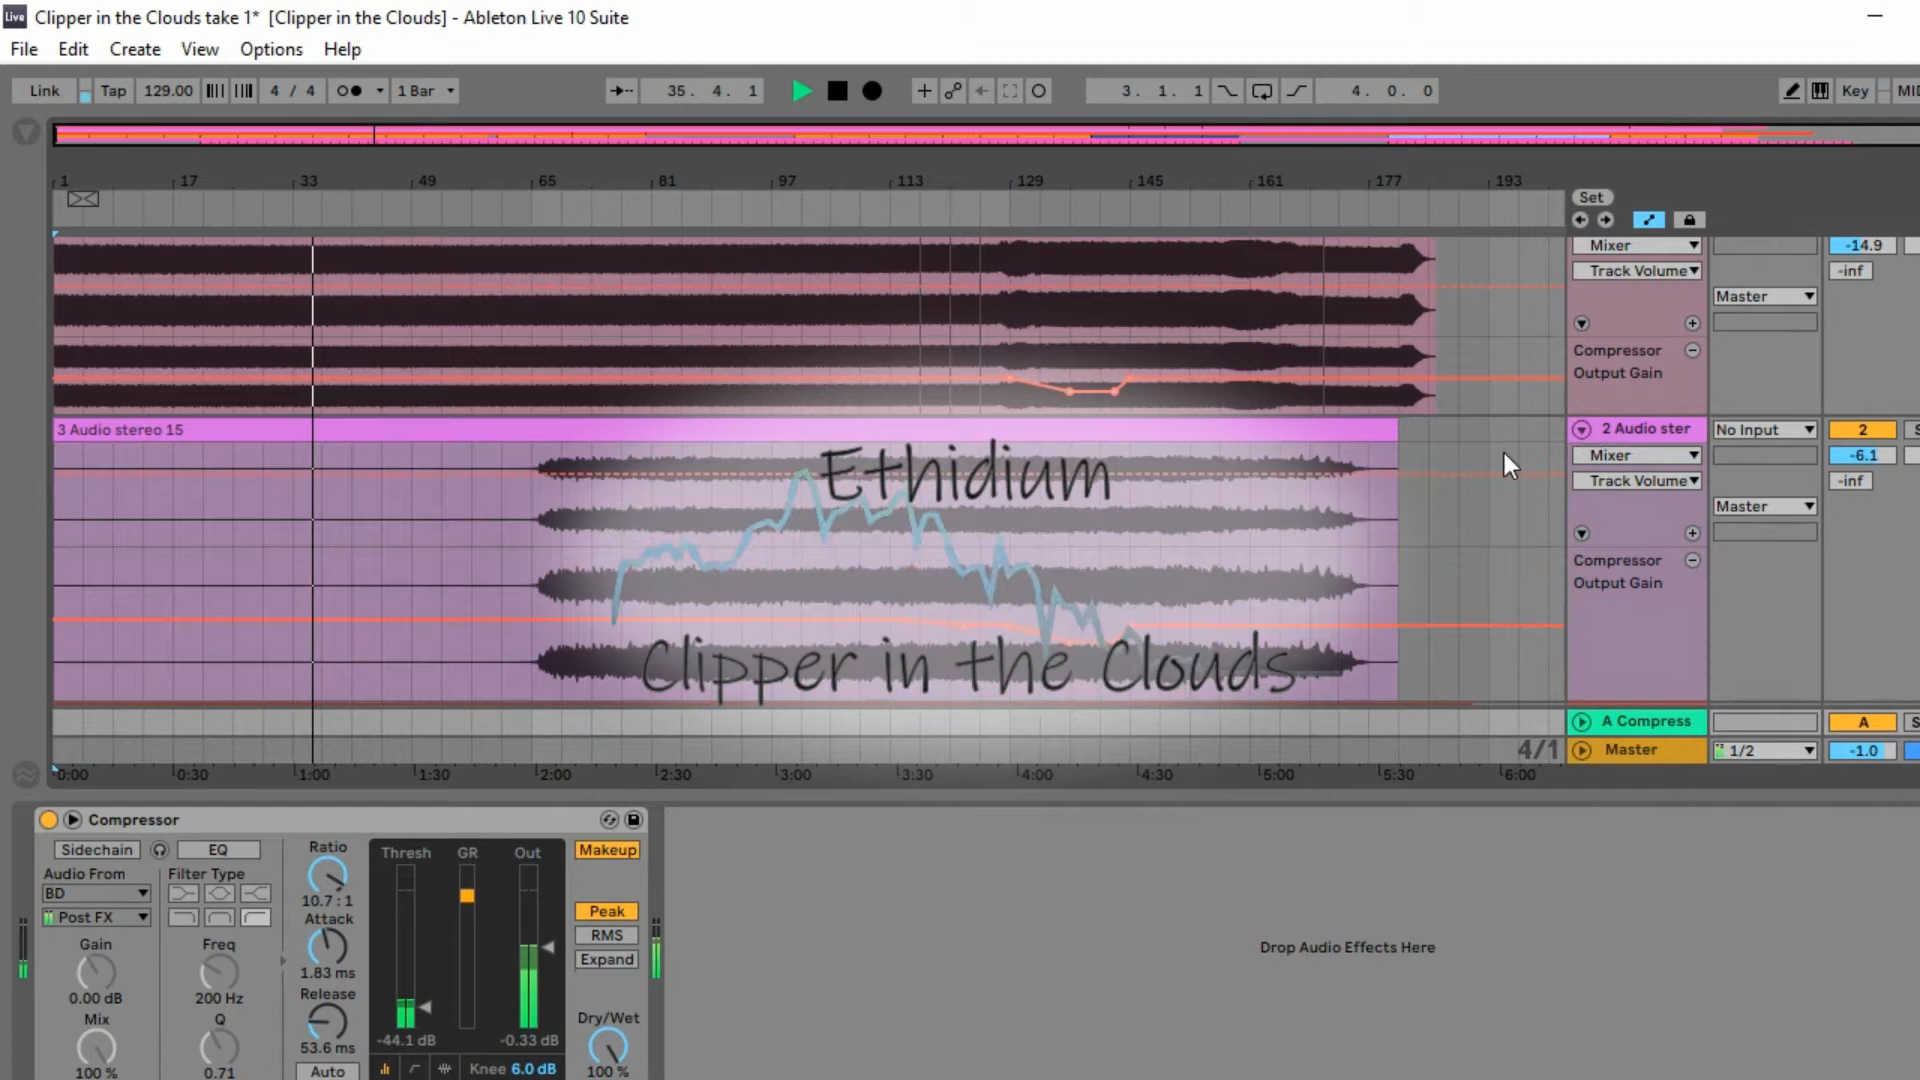 Live Clipper in the Clouds take 1*  [Clipper in the Clouds] - Ableton Live 10 Suite
File Edit Create View Options Help
Link Tap 129.00 4 / 4 1 Bar 35. 4. 1 3. 1. 1 4. 0. 0 Key
1 17 33 49 65 81 97 113 129 145 161 177 193
Set
Mixer -14.9
Track Volume -inf
Master
Compressor
Output Gain
3 Audio stereo 15 2 Audio ster No Input 2 S
Mixer -6.1
Track Volume -inf
Ethidium
Master
Compressor
Output Gain
Clipper in the Clouds
A Compress A S
4/1 Master 1/2 -1.0
0:00 0:30 1:00 1:30 2:00 2:30 3:00 3:30 4:00 4:30 5:00 5:30 6:00
Compressor
Sidechain EQ Ratio Thresh GR Out Makeup
Audio From Filter Type
BD 10.7 : 1
Post FX Attack Peak
RMS
Gain Freq 1.83 ms Expand
0.00 dB 200 Hz Release
Mix Q Dry/Wet
53.6 ms -44.1 dB -0.33 dB
100 % 0.71 Auto Knee 6.0 dB 100 %
Drop Audio Effects Here